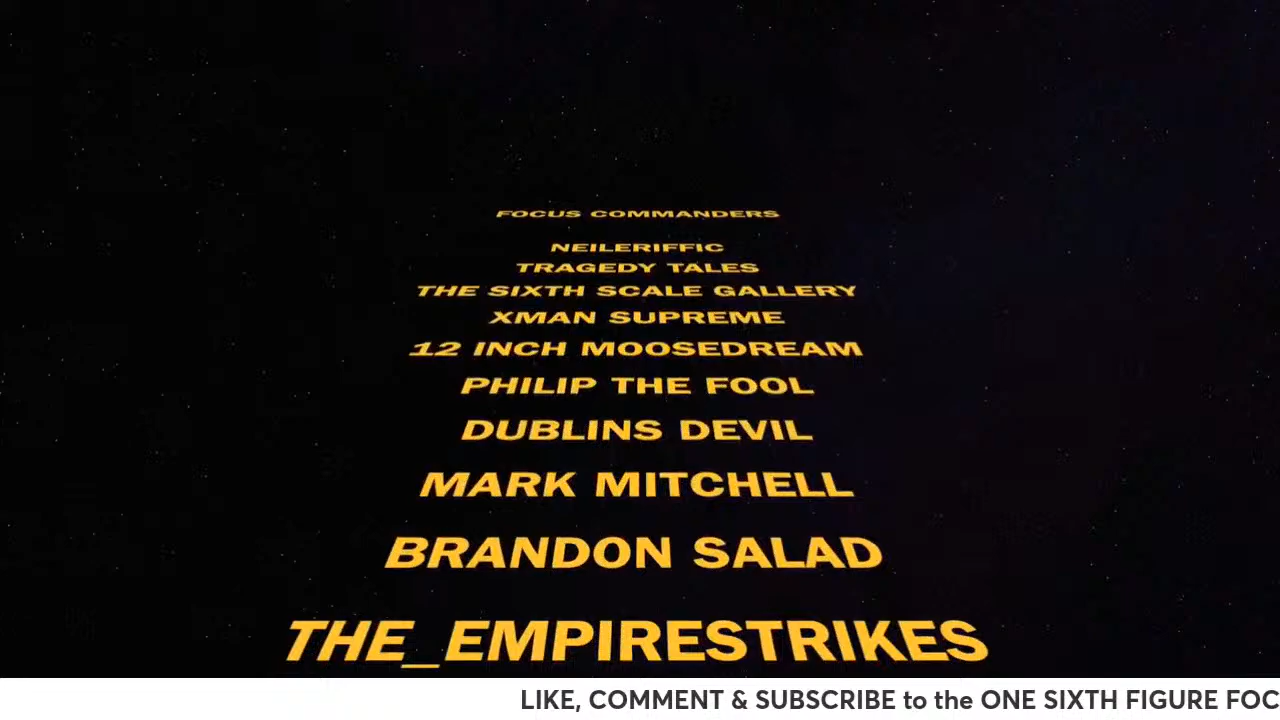 FOCUS COMMANDERS
NEILERIFFIC
TRAGEDY TALES
THE SIXTH SCALE GALLERY
XMAN SUPREME
12 INCH MOOSEDREAM
PHILIP THE FOOL
DUBLINS DEVIL
MARK MITCHELL
BRANDON SALAD
THE_EMPIRESTRIKES
LIKE, COMMENT & SUBSCRIBE to the ONE SIXTH FIGURE FOC